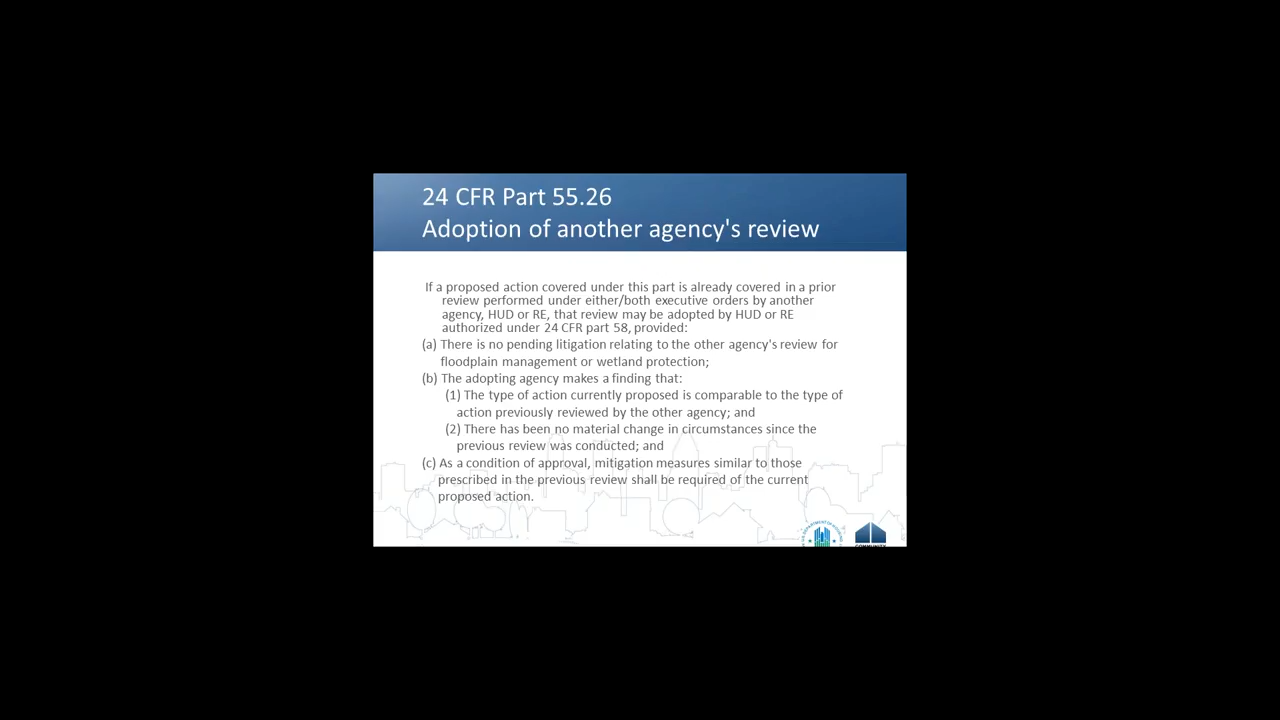 24 CFR Part 55.26
Adoption of another agency's review
If a proposed action covered under this part is already covered in a prior
review performed under either/both executive orders by another
agency, HUD or RE, that review may be adopted by HUD or RE
authorized under 24 CFR part 58, provided:
(a) There is no pending litigation relating to the other agency's review for
floodplain management or wetland protection;
(b) The adopting agency makes a finding that:
(1) The type of action currently proposed is comparable to the type of
action previously reviewed by the other agency; and
(2) There has been no material change in circumstances since the
previous review was conducted; and
(c) As a condition of approval, mitigation measures similar to those
prescribed in the previous review shall be required of the current
proposed action.
COMMUNITY